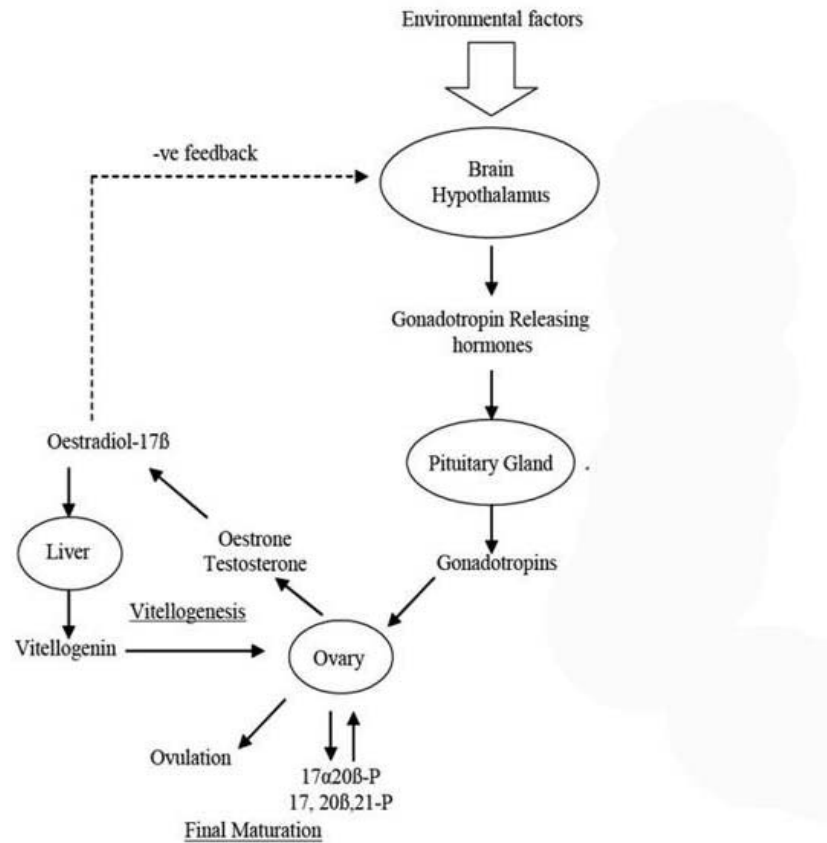 Environmental factors
-ve feedback
Brain
Hypothalamus
Gonadotropin Releasing
hormones
Oestradiol-17ß
Pituitary Gland
.
Liver
Oestrone
Testosterone
Gonadotropins
Vitellogenesis
Vitellogenin
Ovary
Ovulation
17α20ß-P
17, 20ß,21-P
Final Maturation